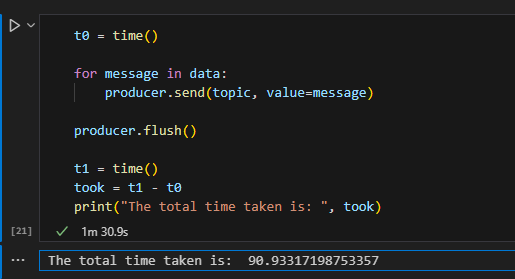 t0 = time()
for message in data:
producer.send(topic, value=message)
producer.flush()
t1 = time()
took = t1 - t0
print("The total time taken is: ", took)
[21] 1m 30.9s
The total time taken is:  90.93317198753357